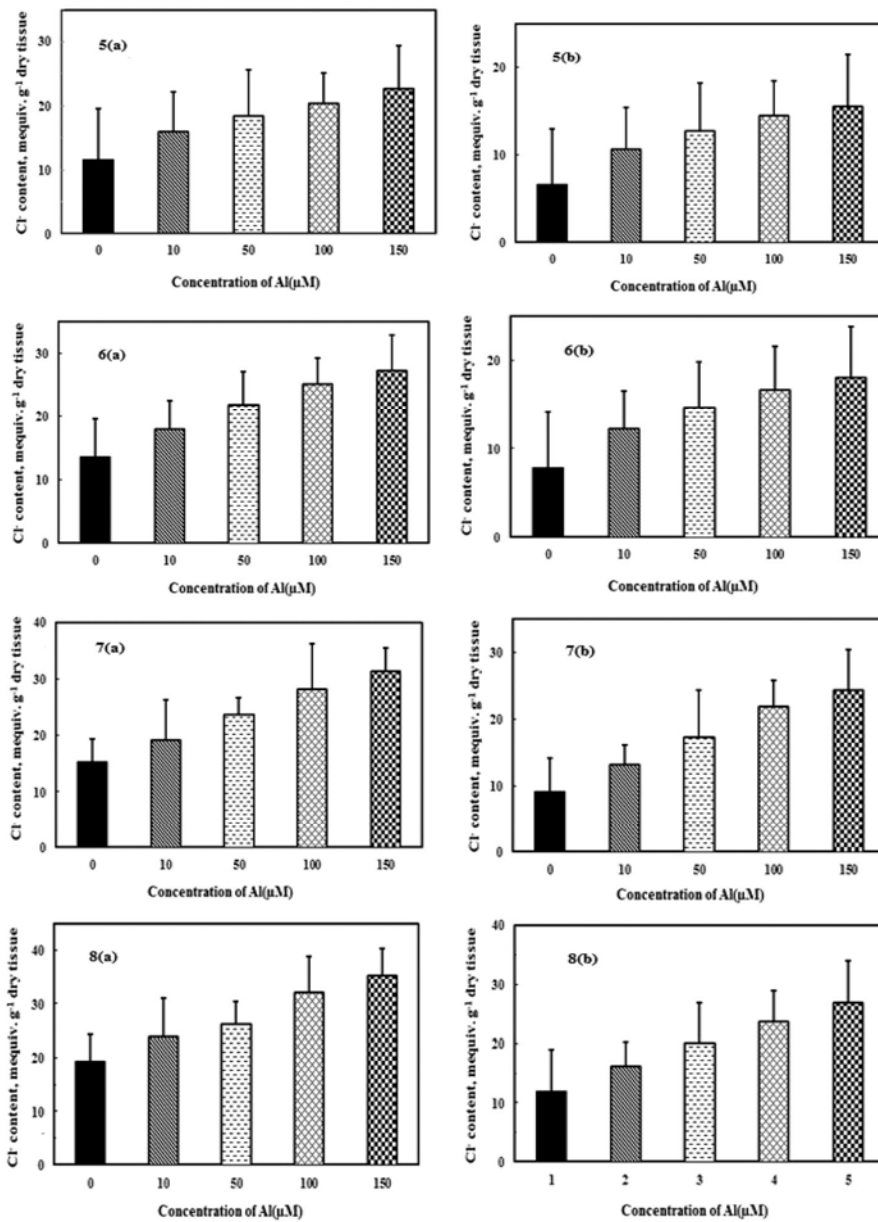 5(a)
Cl- content, mequiv. g-1 dry tissue
30
20
10
0
0 10 50 100 150
Concentration of Al(µM)
5(b)
Cl- content, mequiv. g-1 dry tissue
20
10
0
0 10 50 100 150
Concentration of Al(µM)
6(a)
Cl- content, mequiv. g-1 dry tissue
30
20
10
0
0 10 50 100 150
Concentration of Al(µM)
6(b)
Cl- content, mequiv. g-1 dry tissue
20
10
0
0 10 50 100 150
Concentration of Al(µM)
7(a)
Cl- content, mequiv. g-1 dry tissue
40
30
20
10
0
0 10 50 100 150
Concentration of Al(µM)
7(b)
Cl- content, mequiv. g-1 dry tissue
30
20
10
0
0 10 50 100 150
Concentration of Al(µM)
8(a)
Cl- content, mequiv. g-1 dry tissue
40
30
20
10
0
0 10 50 100 150
Concentration of Al(µM)
8(b)
Cl- content, mequiv. g-1 dry tissue
40
30
20
10
0
1 2 3 4 5
Concentration of Al(µM)